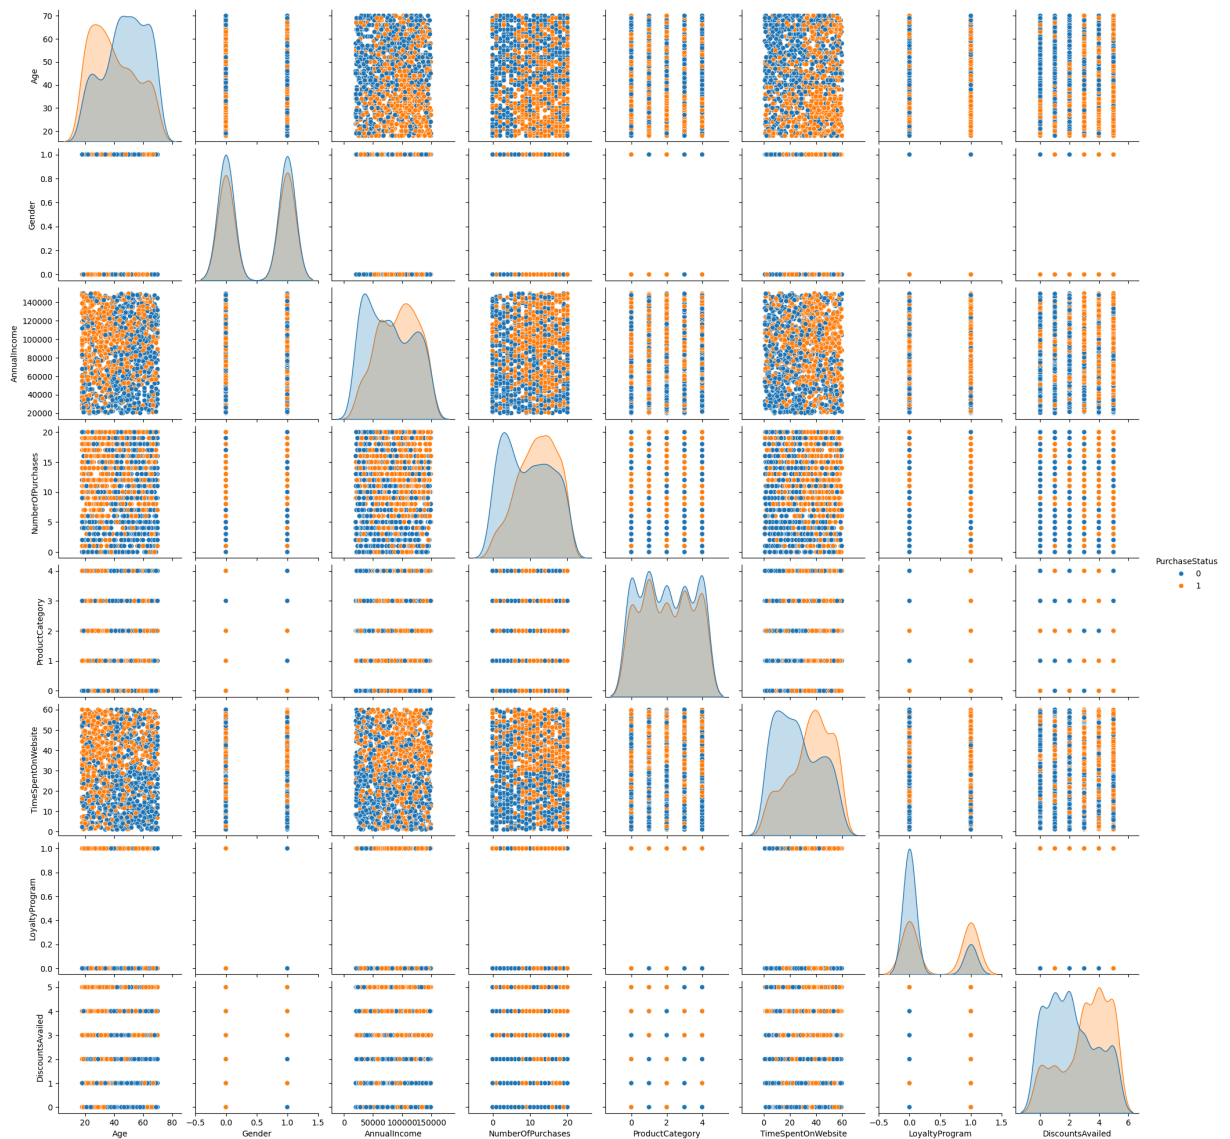 70
60
50
40
30
20
Age
1.0
0.8
0.6
0.4
0.2
0.0
Gender
140000
120000
100000
80000
60000
40000
20000
AnnualIncome
20
15
10
5
0
NumberOfPurchases
4
3
2
1
0
ProductCategory
PurchaseStatus
0
1
60
50
40
30
20
10
0
TimeSpentOnWebsite
1.0
0.8
0.6
0.4
0.2
0.0
LoyaltyProgram
5
4
3
2
1
0
DiscountsAvailed
20 40 60 80
−0.5 0.0 0.5 1.0 1.5
0 50000 100000 150000
0 10 20
0 2 4
0 20 40 60
−0.5 0.0 0.5 1.0 1.5
0 2 4 6
Age
Gender
AnnualIncome
NumberOfPurchases
ProductCategory
TimeSpentOnWebsite
LoyaltyProgram
DiscountsAvailed